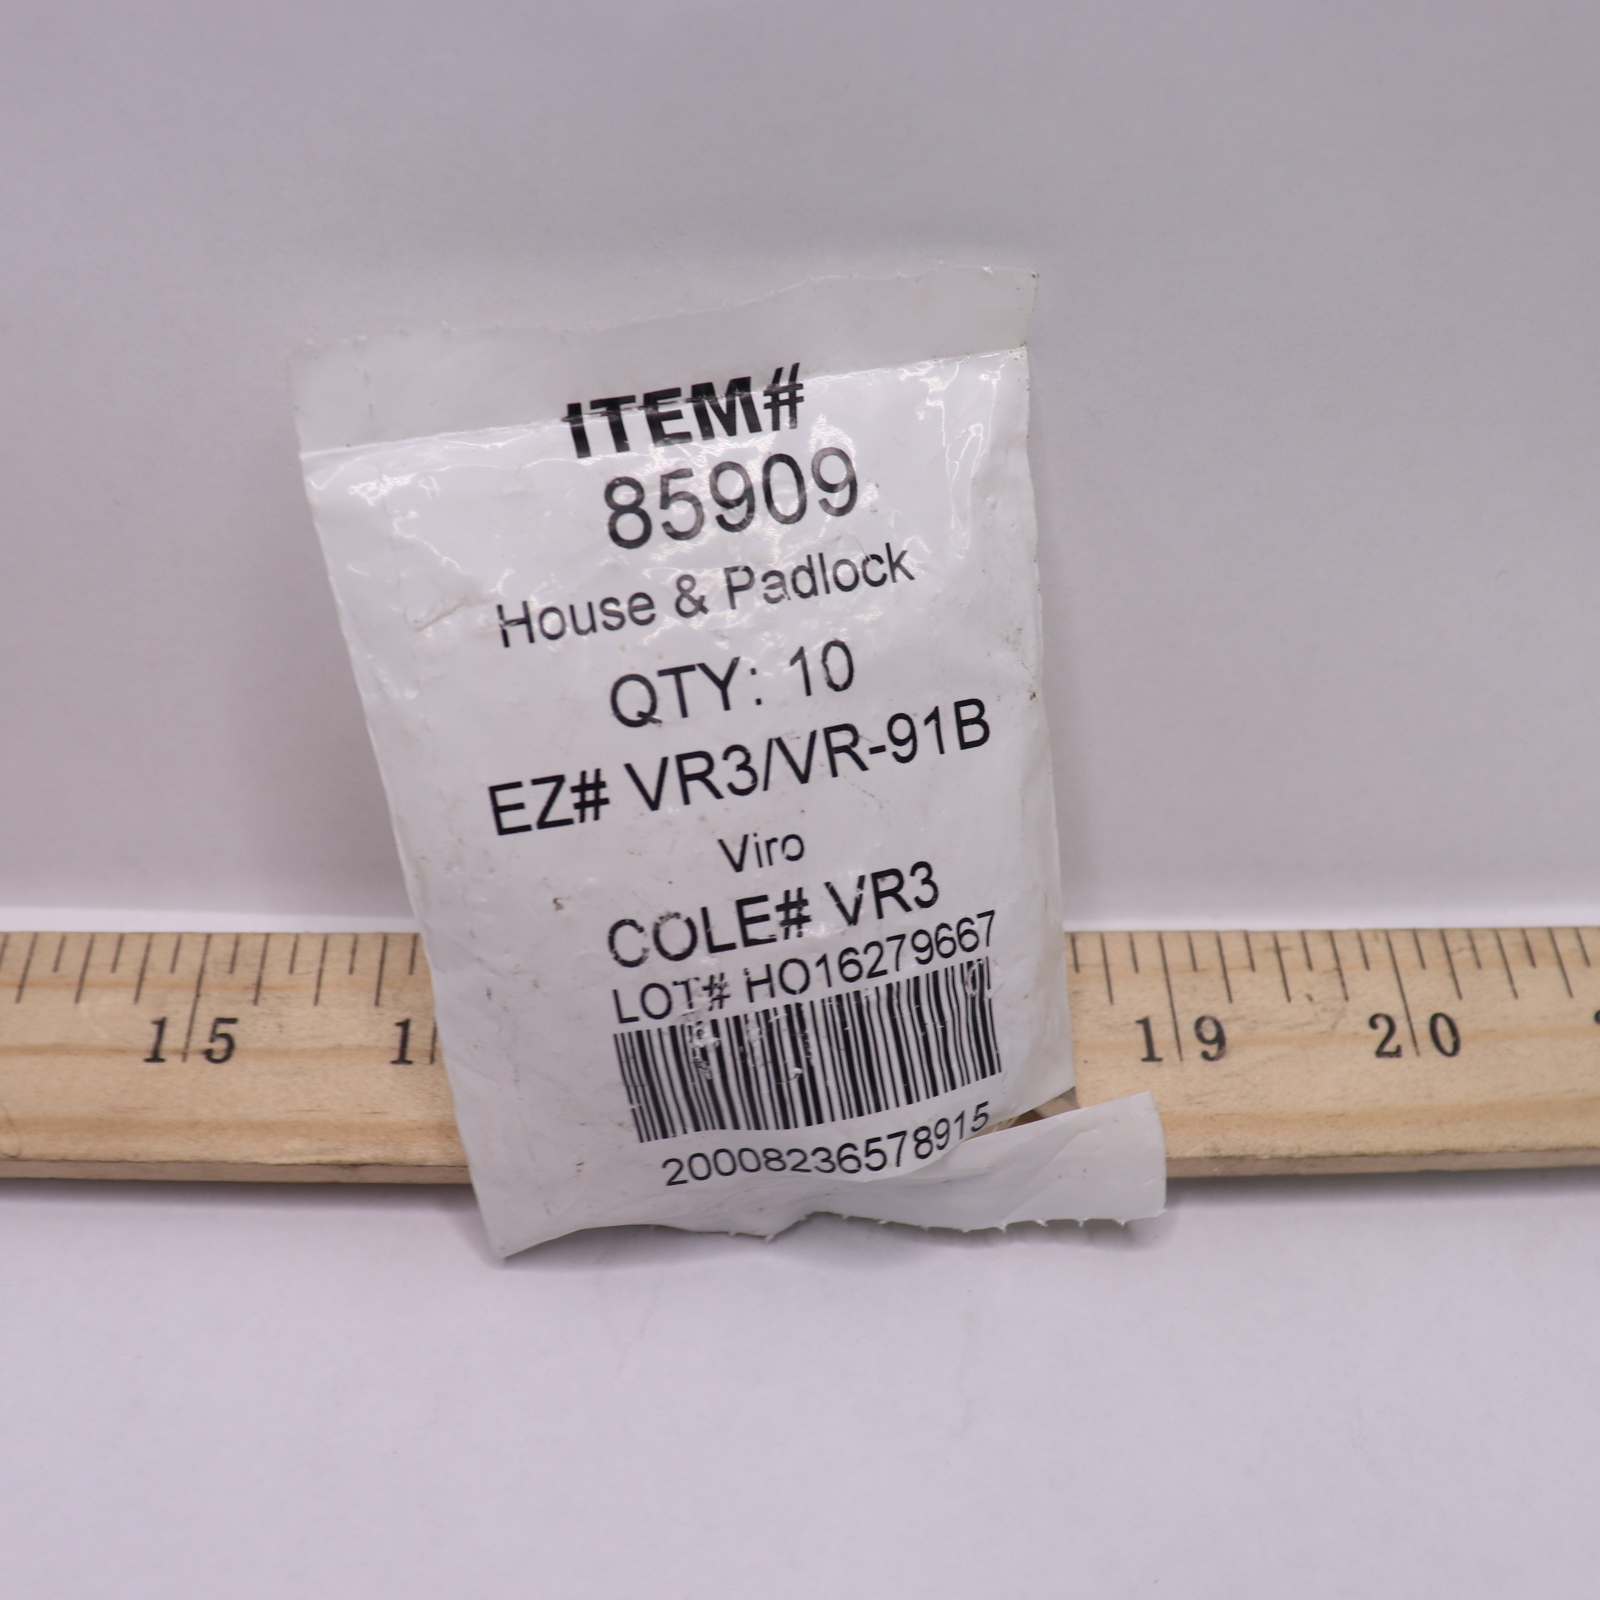 ITEM#
85909
House & Padlock
QTY: 10
EZ# VR3/VR-91B
Viro
COLE# VR3
LOT# HO16279667
20008236578915
15 1 19 20